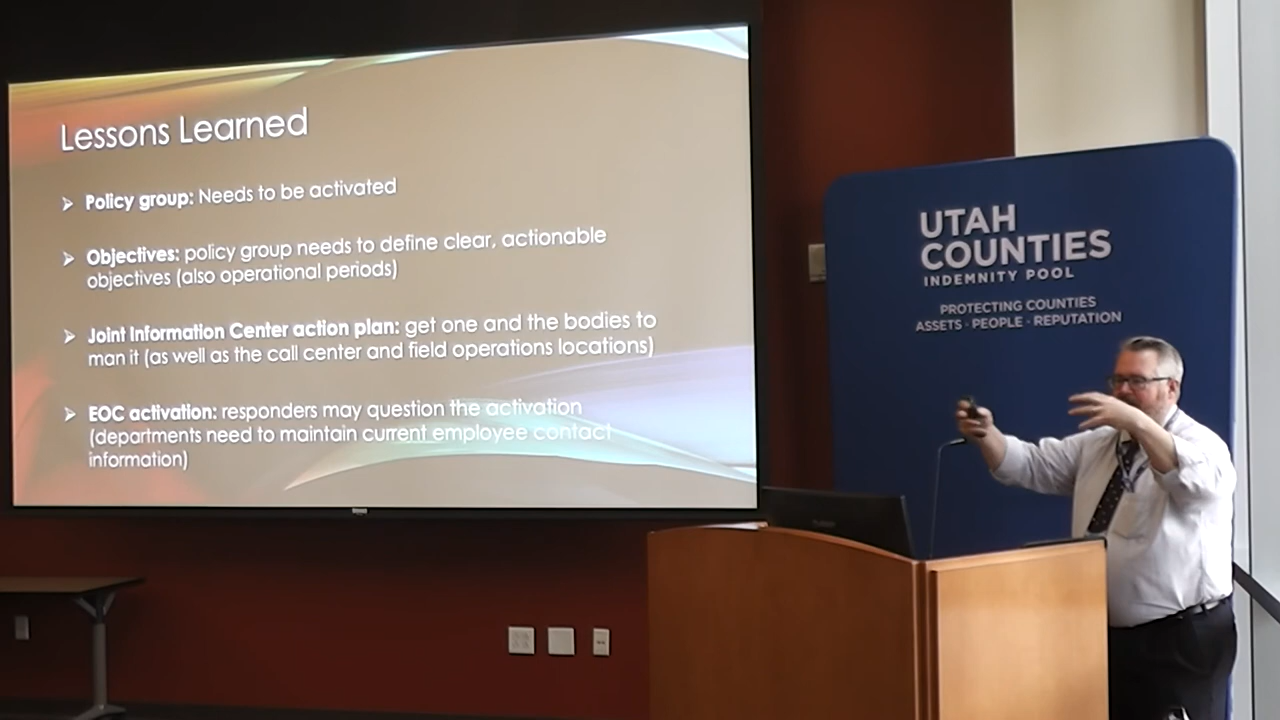 Lessons Learned
➢ Policy group: Needs to be activated
➢ Objectives: policy group needs to define clear, actionable
objectives (also operational periods)
➢ Joint Information Center action plan: get one and the bodies to
man it (as well as the call center and field operations locations)
➢ EOC activation: responders may question the activation
(departments need to maintain current employee contact
information)
UTAH
COUNTIES
INDEMNITY POOL
PROTECTING COUNTIES
ASSETS · PEOPLE · REPUTATION